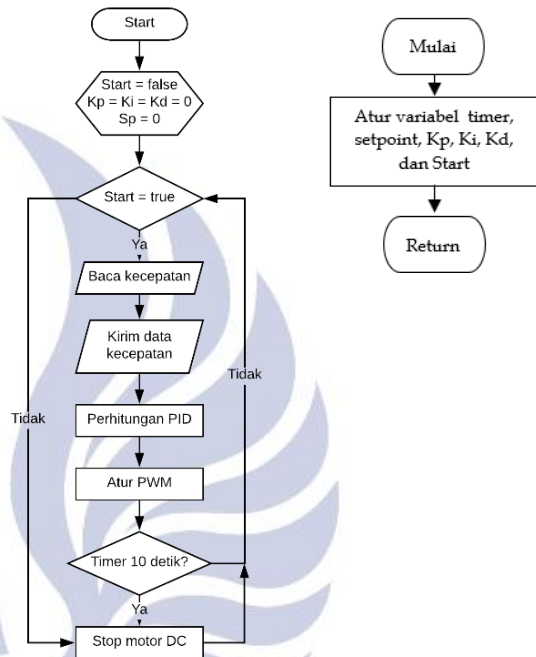 Start
Start = false
Kp = Ki = Kd = 0
Sp = 0
Start = true
Ya
Baca kecepatan
Kirim data
kecepatan
Tidak
Tidak
Perhitungan PID
Atur PWM
Timer 10 detik?
Ya
Stop motor DC
Mulai
Atur variabel timer,
setpoint, Kp, Ki, Kd,
dan Start
Return